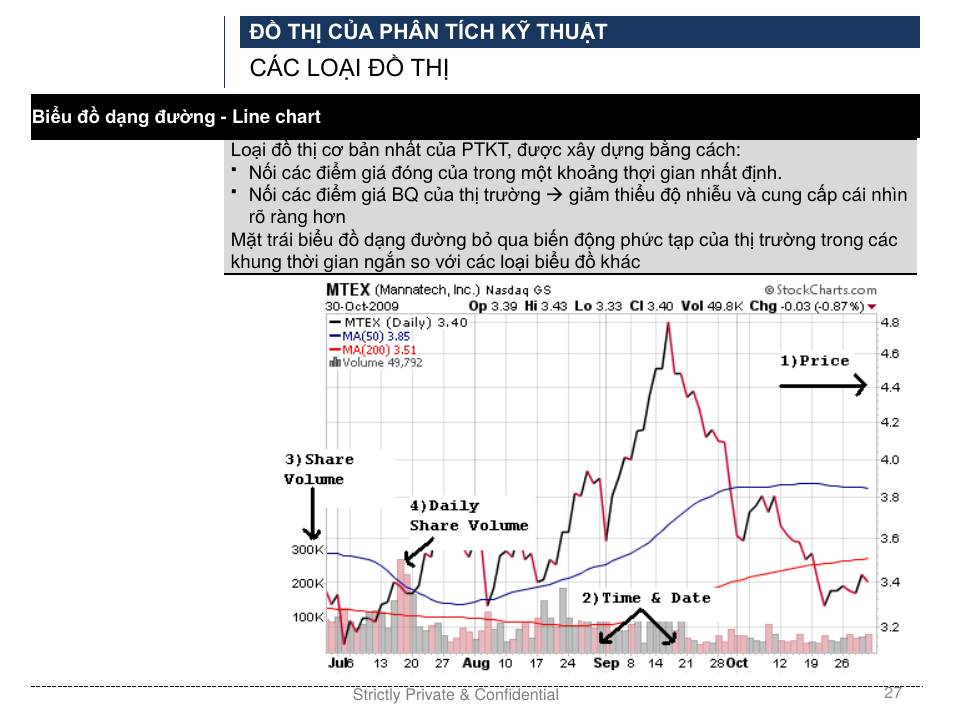 ĐỒ THỊ CỦA PHÂN TÍCH KỸ THUẬT
CÁC LOẠI ĐỒ THỊ
Biểu đồ dạng đường - Line chart
Loại đồ thị cơ bản nhất của PTKT, được xây dựng bằng cách:
▪ Nối các điểm giá đóng của trong một khoảng thợi gian nhất định.
▪ Nối các điểm giá BQ của thị trường → giảm thiểu độ nhiễu và cung cấp cái nhìn
rõ ràng hơn
Mặt trái biểu đồ dạng đường bỏ qua biến động phức tạp của thị trường trong các
khung thời gian ngắn so với các loại biểu đồ khác
MTEX (Mannatech, Inc.) Nasdaq GS
© StockCharts.com
30-Oct-2009
Op 3.39 Hi 3.43 Lo 3.33 Cl 3.40 Vol 49.8K Chg -0.03 (-0.87%)
MTEX (Daily) 3.40
MA(50) 3.85
MA(200) 3.51
Volume 49,792
4.8
4.6
4.4
4.2
4.0
3.8
3.6
3.4
3.2
1)Price
3)Share
Volume
4)Daily
Share Volume
2)Time & Date
300K
200K
100K
Jul 6 13 20 27 Aug 10 17 24 Sep 8 14 21 28 Oct 12 19 26
Strictly Private & Confidential
27